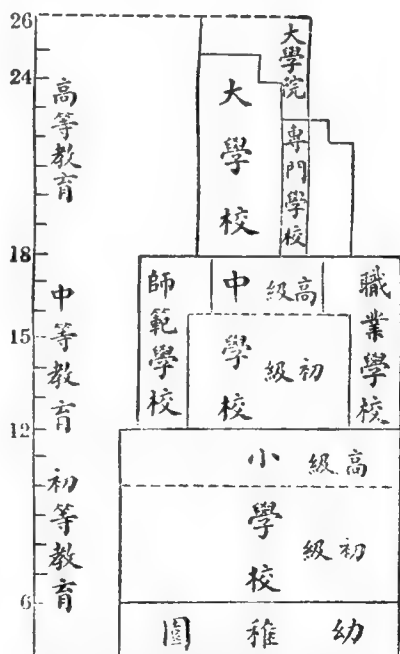 26
24
18
15
12
6
高等教育
中等教育
初等教育
大學院
大學校
專門學校
師範學校
中學校
高級
初級
職業學校
小學校
高級
初級
幼稚園